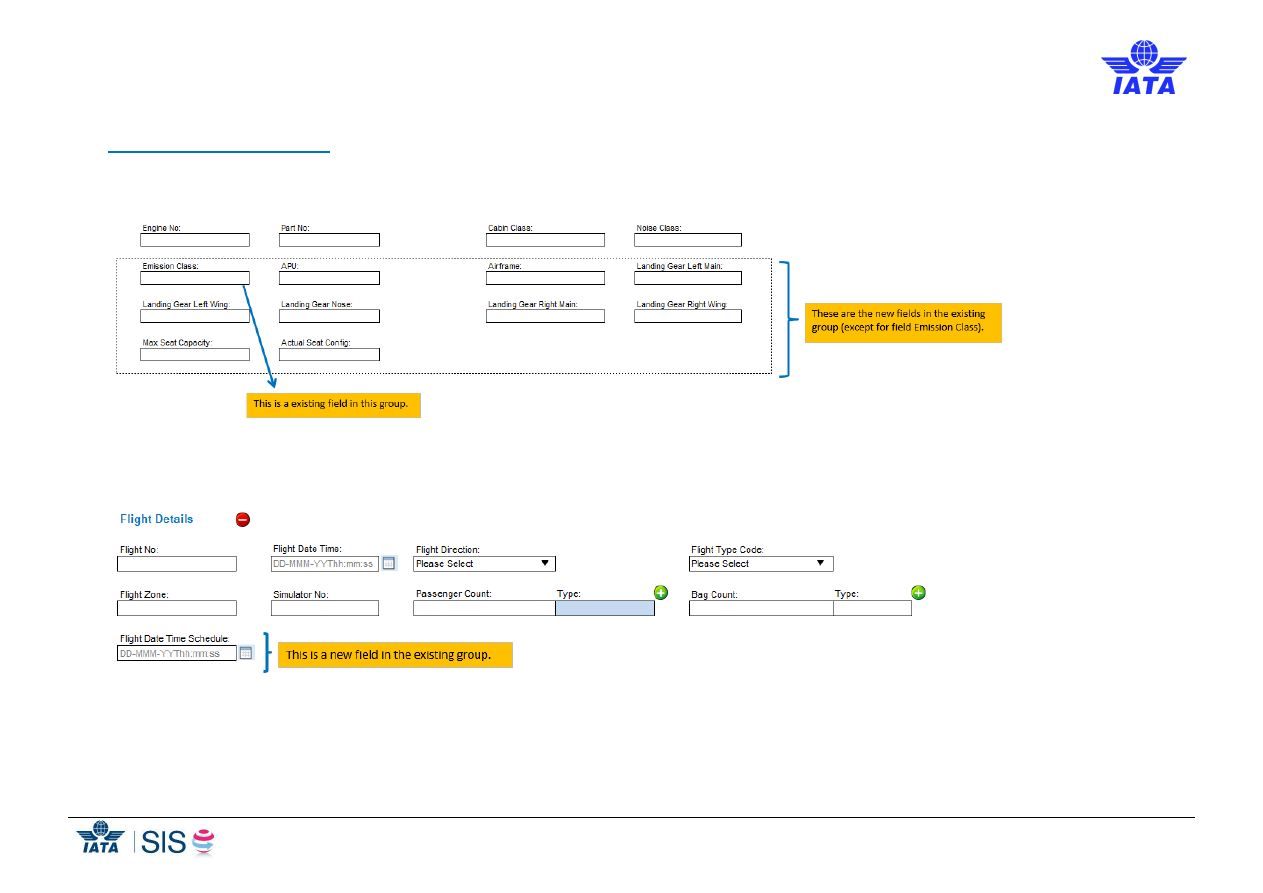 IATA
Engine No: Part No: Cabin Class: Noise Class:
Emission Class: APU: Airframe: Landing Gear Left Main:
Landing Gear Left Wing: Landing Gear Nose: Landing Gear Right Main: Landing Gear Right Wing:
These are the new fields in the existing
group (except for field Emission Class).
Max Seat Capacity: Actual Seat Config:
This is a existing field in this group.
Flight Details
Flight No: Flight Date Time: Flight Direction: Flight Type Code:
DD-MMM-YYThh:mm:ss Please Select Please Select
Flight Zone: Simulator No: Passenger Count: Type: Bag Count: Type:
Flight Date Time Schedule:
DD-MMM-YYThh:mm:ss This is a new field in the existing group.
IATA SIS